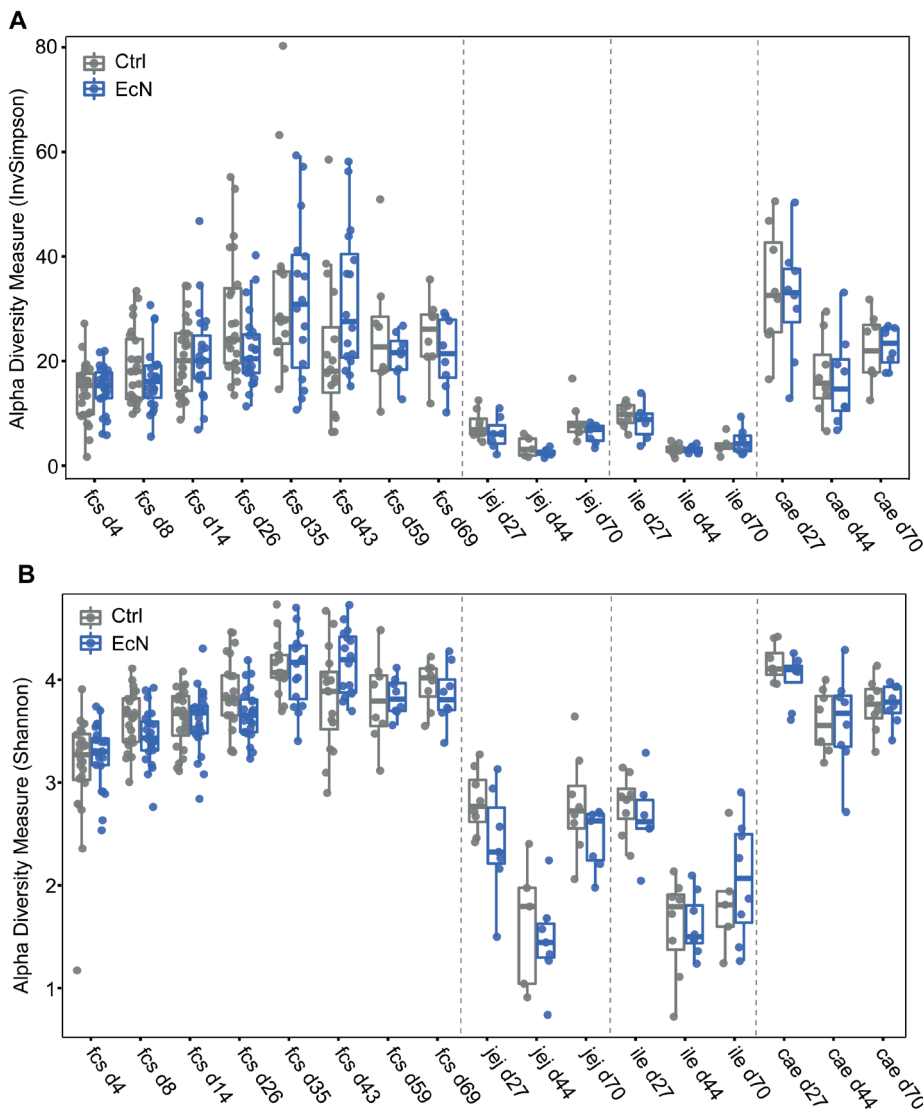 A
Alpha Diversity Measure (InvSimpson)
80
60
40
20
0
Ctrl
EcN
fcs d4
fcs d8
fcs d14
fcs d26
fcs d35
fcs d43
fcs d59
fcs d69
jej d27
jej d44
jej d70
ile d27
ile d44
ile d70
cae d27
cae d44
cae d70
B
Alpha Diversity Measure (Shannon)
4
3
2
1
Ctrl
EcN
fcs d4
fcs d8
fcs d14
fcs d26
fcs d35
fcs d43
fcs d59
fcs d69
jej d27
jej d44
jej d70
ile d27
ile d44
ile d70
cae d27
cae d44
cae d70